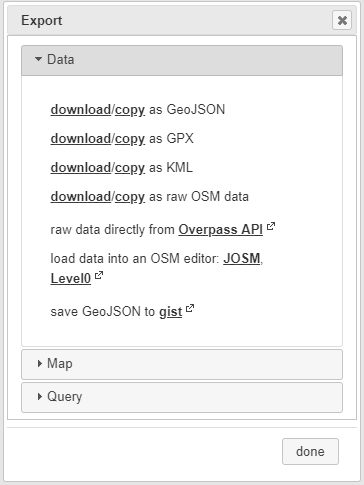 Export
Data
download/copy as GeoJSON
download/copy as GPX
download/copy as KML
download/copy as raw OSM data
raw data directly from Overpass API
load data into an OSM editor: JOSM,
Level0
save GeoJSON to gist
Map
Query
done